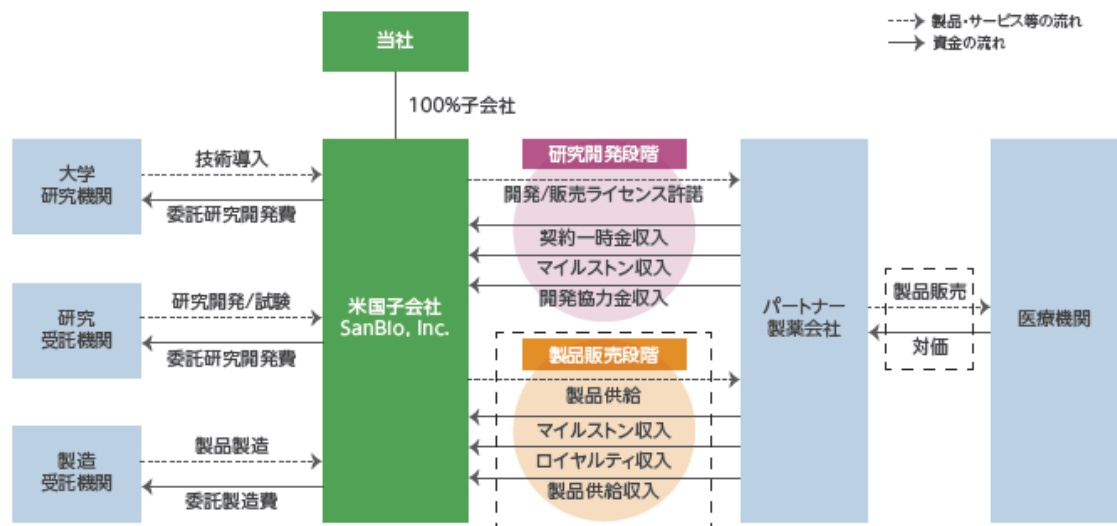 当社
製品・サービス等の流れ
資金の流れ
100%子会社
大学
研究機関
技術導入
委託研究開発費
研究
受託機関
研究開発/試験
委託研究開発費
製造
受託機関
製品製造
委託製造費
米国子会社
SanBio, Inc.
研究開発段階
開発/販売ライセンス許諾
契約一時金収入
マイルストン収入
開発協力金収入
製品販売段階
製品供給
マイルストン収入
ロイヤルティ収入
製品供給収入
パートナー
製薬会社
製品販売
対価
医療機関